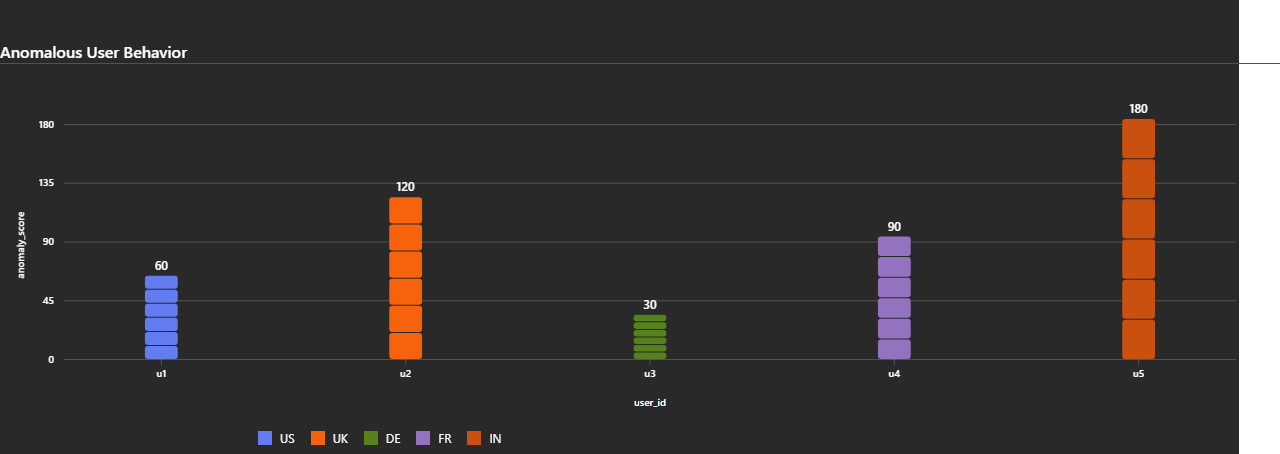 Anomalous User Behavior
180
180
135
120
90
90
anomaly_score
60
45
30
0
u1 u2 u3 u4 u5
user_id
US UK DE FR IN